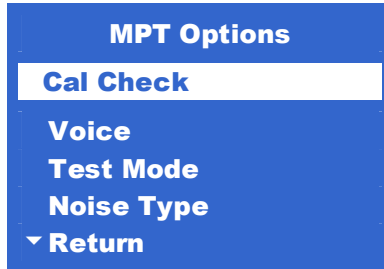 MPT Options
Cal Check
Voice
Test Mode
Noise Type
Return